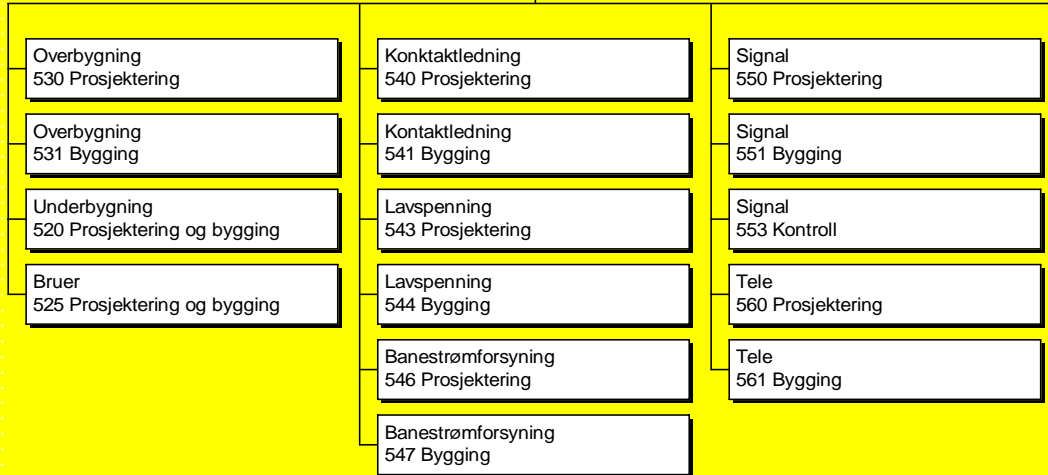 Overbygning
530 Prosjektering
Overbygning
531 Bygging
Underbygning
520 Prosjektering og bygging
Bruer
525 Prosjektering og bygging
Konktaktledning
540 Prosjektering
Kontaktledning
541 Bygging
Lavspenning
543 Prosjektering
Lavspenning
544 Bygging
Banestrømforsyning
546 Prosjektering
Banestrømforsyning
547 Bygging
Signal
550 Prosjektering
Signal
551 Bygging
Signal
553 Kontroll
Tele
560 Prosjektering
Tele
561 Bygging